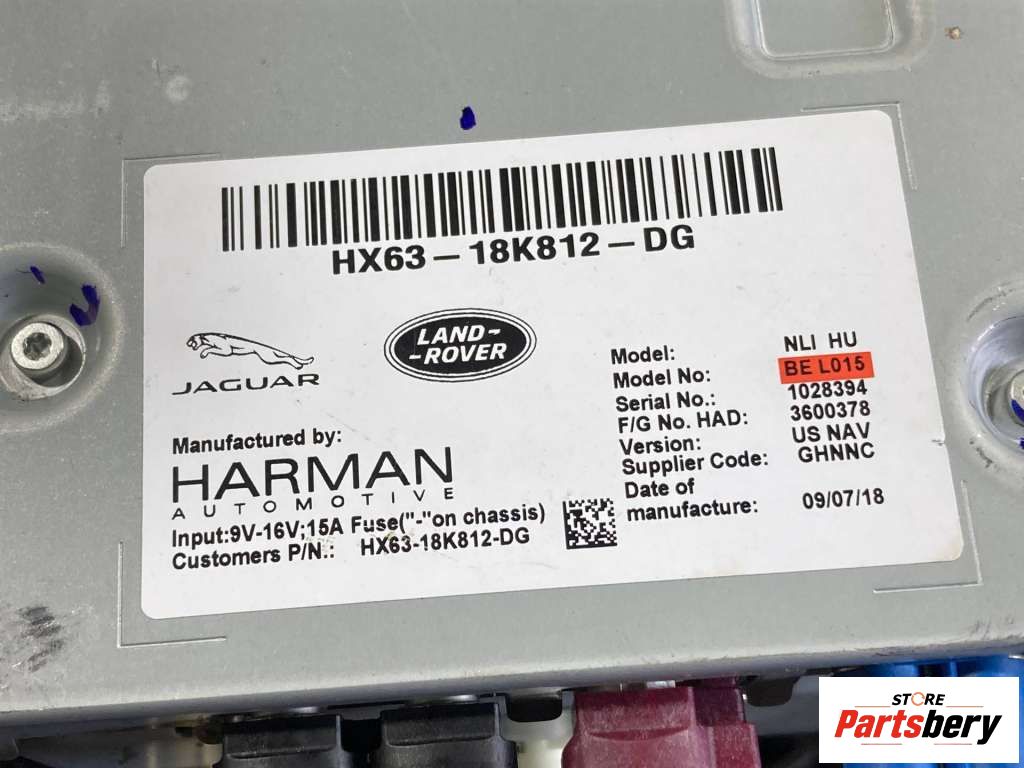 HX63-18K812-DG
JAGUAR
LAND-
-ROVER
Manufactured by:
HARMAN
AUTOMOTIVE
Input:9V-16V;15A Fuse("-"on chassis)
Customers P/N.: HX63-18K812-DG
Model: NLI HU
Model No: BE L015
Serial No.: 1028394
F/G No. HAD: 3600378
Version: US NAV
Supplier Code: GHNNC
Date of
manufacture: 09/07/18
STORE
Partsbery